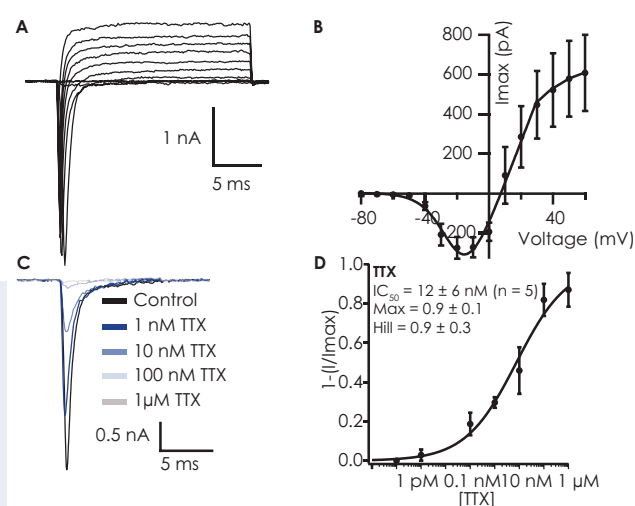 A
1 nA
5 ms
B
800
600
400
200
Imax (pA)
-80
-40
40
200
Voltage (mV)
C
Control
1 nM TTX
10 nM TTX
100 nM TTX
1µM TTX
0.5 nA
5 ms
D
TTX
IC50 = 12 ± 6 nM (n = 5)
Max = 0.9 ± 0.1
Hill = 0.9 ± 0.3
1.0
0.8
0.6
0.4
0.2
0.0
1-(I/Imax)
1 pM 0.1 nM 10 nM 1 µM
[TTX]